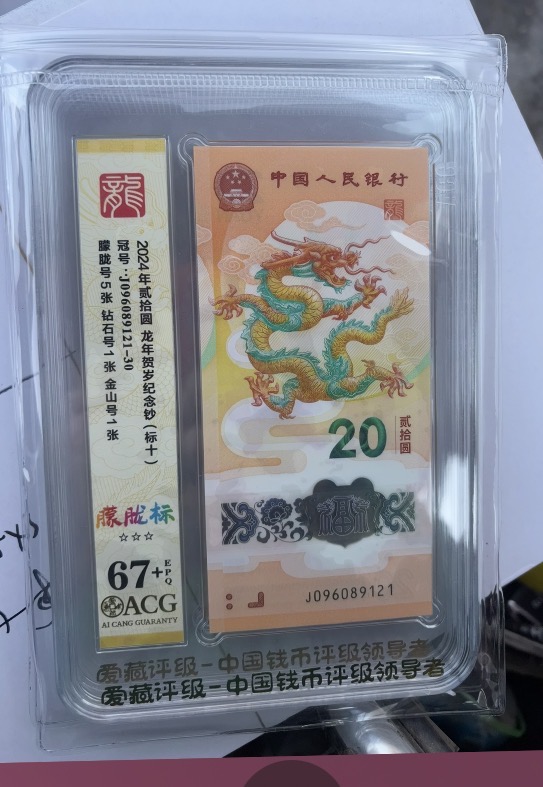 龍
2024年贰拾圆 龙年贺岁纪念钞(标十)
冠号:J096089121-30
朦胧号5张 钻石号1张 金山号1张
朦胧标
☆☆☆
67+EPQ
ACG
AI CANG GUARANTY
中国人民银行
20
贰拾圆
J096089121
爱藏评级-中国钱币评级领导者
爱藏评级-中国钱币评级领导者